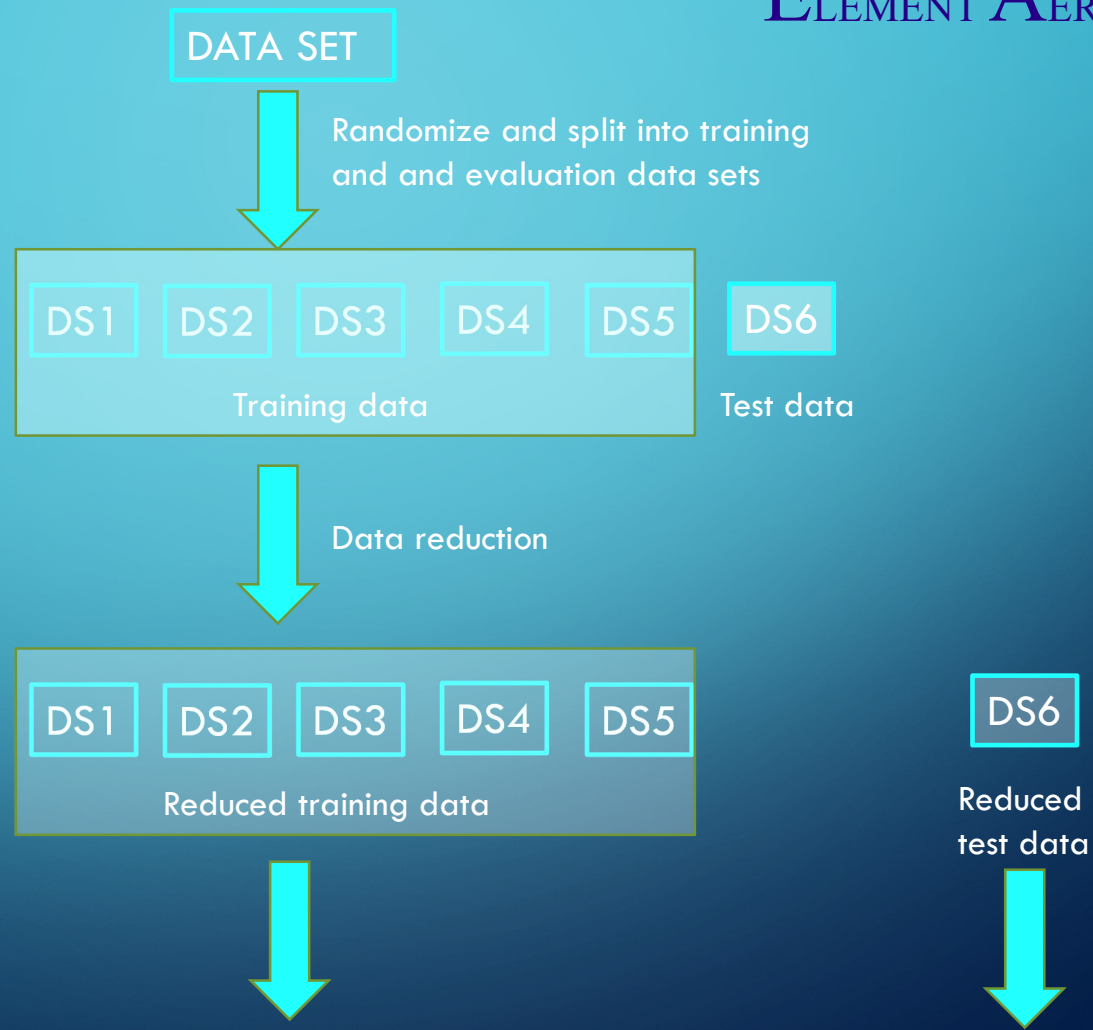 ELEMENT AER
DATA SET
Randomize and split into training
and and evaluation data sets
DS1 DS2 DS3 DS4 DS5 DS6
Training data
Test data
Data reduction
DS1 DS2 DS3 DS4 DS5 DS6
Reduced training data
Reduced
test data